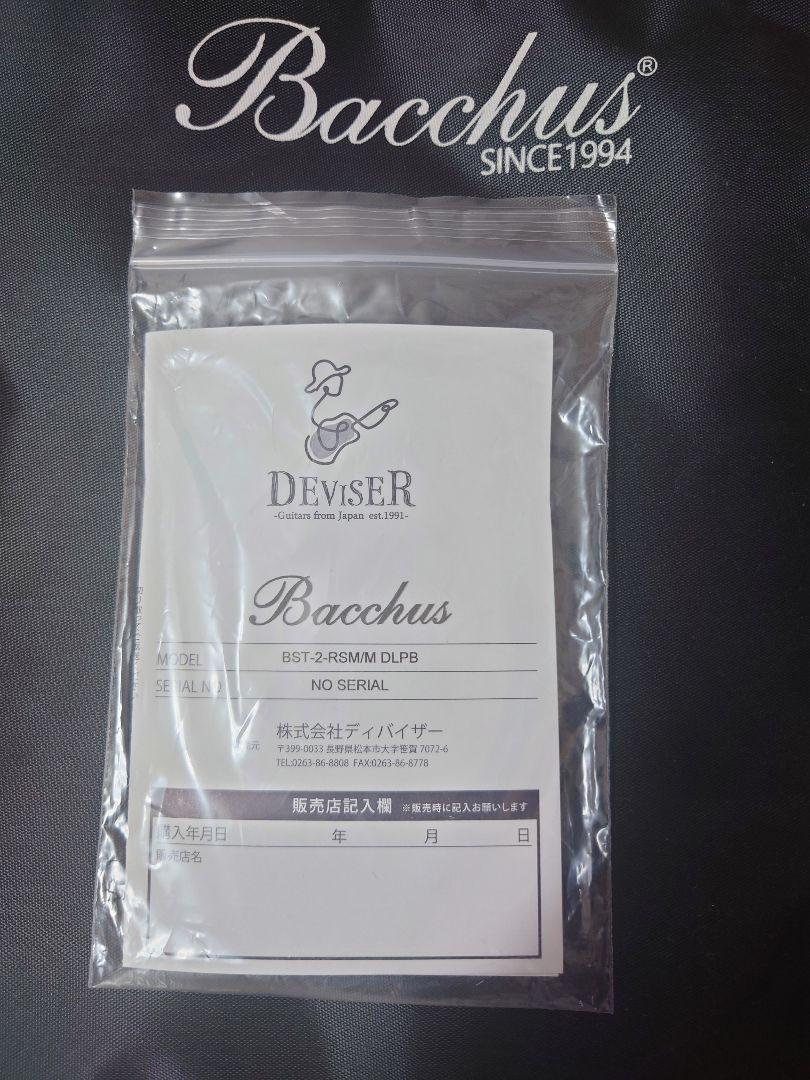 Bacchus®
SINCE1994
DEVISER
-Guitars from Japan est.1991-
Bacchus
MODEL BST-2-RSM/M DLPB
SERIAL NO NO SERIAL
元 株式会社ディバイザー
〒399-0033 長野県松本市大字笹賀 7072-6
TEL:0263-86-8808 FAX:0263-86-8778
販売店記入欄 ※販売時に記入お願いします
購入年月日 年 月 日
販売店名